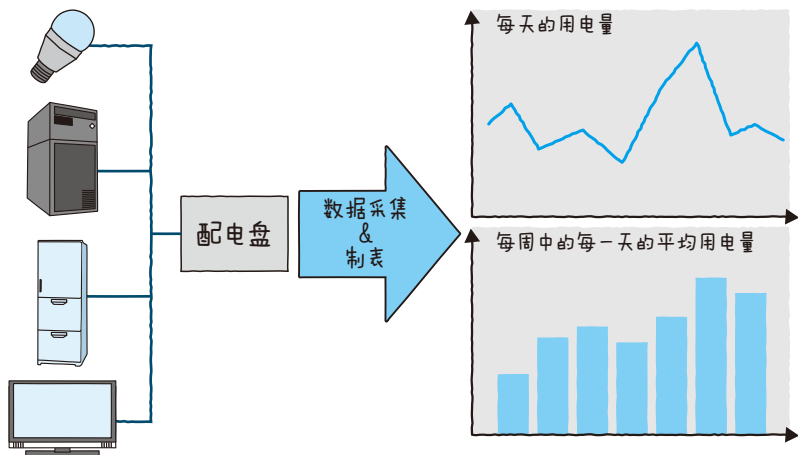 配电盘
数据采集
&
制表
每天的用电量
每周中的每一天的平均用电量